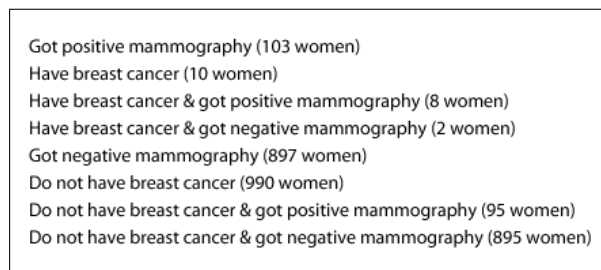 Got positive mammography (103 women)
Have breast cancer (10 women)
Have breast cancer & got positive mammography (8 women)
Have breast cancer & got negative mammography (2 women)
Got negative mammography (897 women)
Do not have breast cancer (990 women)
Do not have breast cancer & got positive mammography (95 women)
Do not have breast cancer & got negative mammography (895 women)